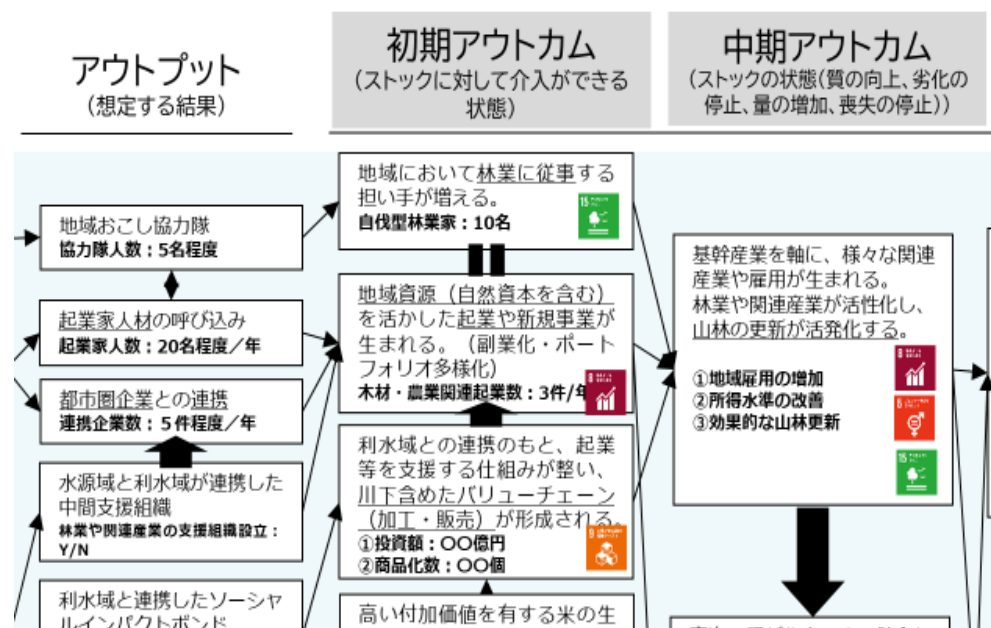 アウトプット
（想定する結果）
初期アウトカム
（ストックに対して介入ができる
状態）
中期アウトカム
（ストックの状態（質の向上、劣化の
停止、量の増加、喪失の停止））
地域おこし協力隊
協力隊人数：5名程度
起業家人材の呼び込み
起業家人数：20名程度／年
都市圏企業との連携
連携企業数：５件程度／年
水源域と利水域が連携した
中間支援組織
林業や関連産業の支援組織設立：
Y/N
利水域と連携したソーシャ
ルインパクトボンド
地域において林業に従事する
担い手が増える。
自伐型林業家：10名
15
地域資源（自然資本を含む）
を活かした起業や新規事業が
生まれる。（副業化・ポート
フォリオ多様化）
木材・農業関連起業数：3件/年
8
利水域との連携のもと、起業
等を支援する仕組みが整い、
川下含めたバリューチェーン
（加工・販売）が形成される。
①投資額：〇〇億円
②商品化数：〇〇個
9
高い付加価値を有する米の生
基幹産業を軸に、様々な関連
産業や雇用が生まれる。
林業や関連産業が活性化し、
山林の更新が活発化する。
①地域雇用の増加
②所得水準の改善
③効果的な山林更新
8
5
15